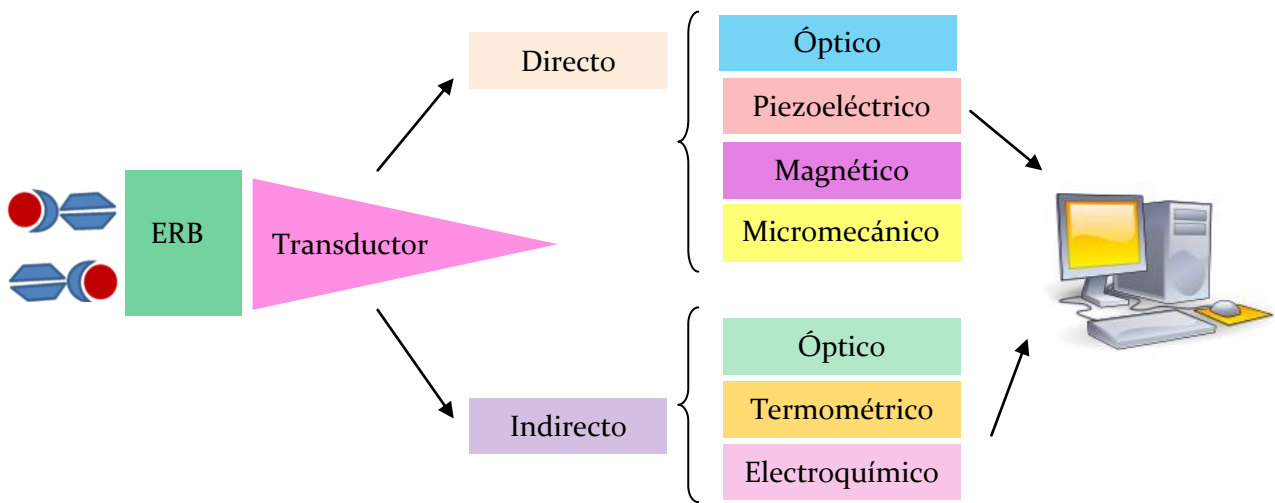 ERB
Transductor
Directo
Óptico
Piezoeléctrico
Magnético
Micromecánico
Indirecto
Óptico
Termométrico
Electroquímico